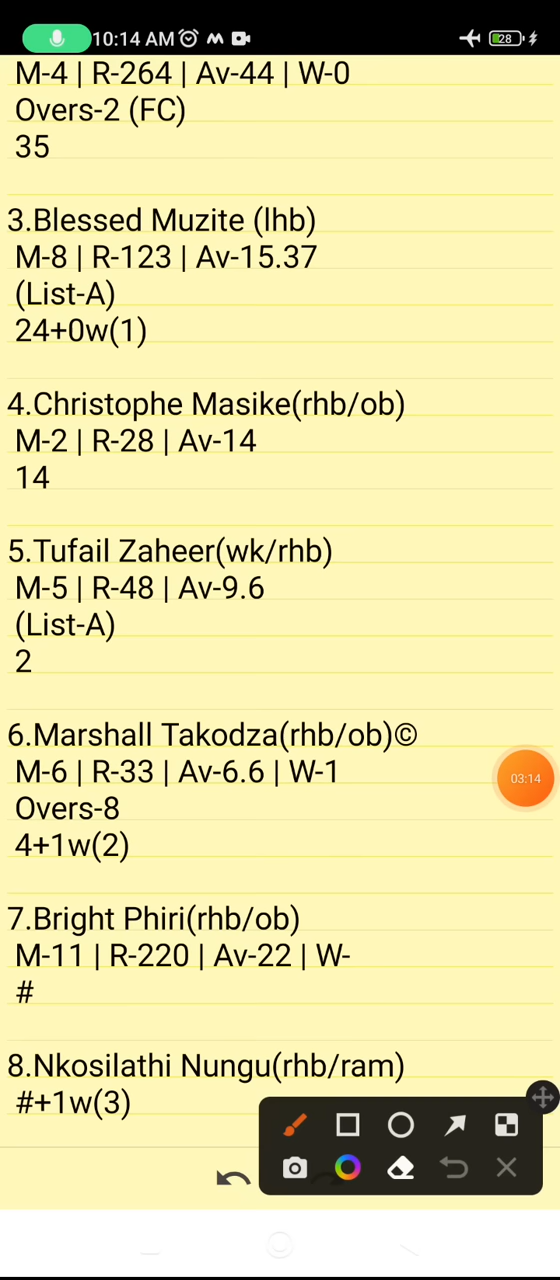 10:14 AM
28
M-4 | R-264 | Av-44 | W-0
Overs-2 (FC)
35
3.Blessed Muzite (lhb)
M-8 | R-123 | Av-15.37
(List-A)
24+0w(1)
4.Christophe Masike(rhb/ob)
M-2 | R-28 | Av-14
14
5.Tufail Zaheer(wk/rhb)
M-5 | R-48 | Av-9.6
(List-A)
2
6.Marshall Takodza(rhb/ob)©
M-6 | R-33 | Av-6.6 | W-1
03:14
Overs-8
4+1w(2)
7.Bright Phiri(rhb/ob)
M-11 | R-220 | Av-22 | W-
#
8.Nkosilathi Nungu(rhb/ram)
#+1w(3)